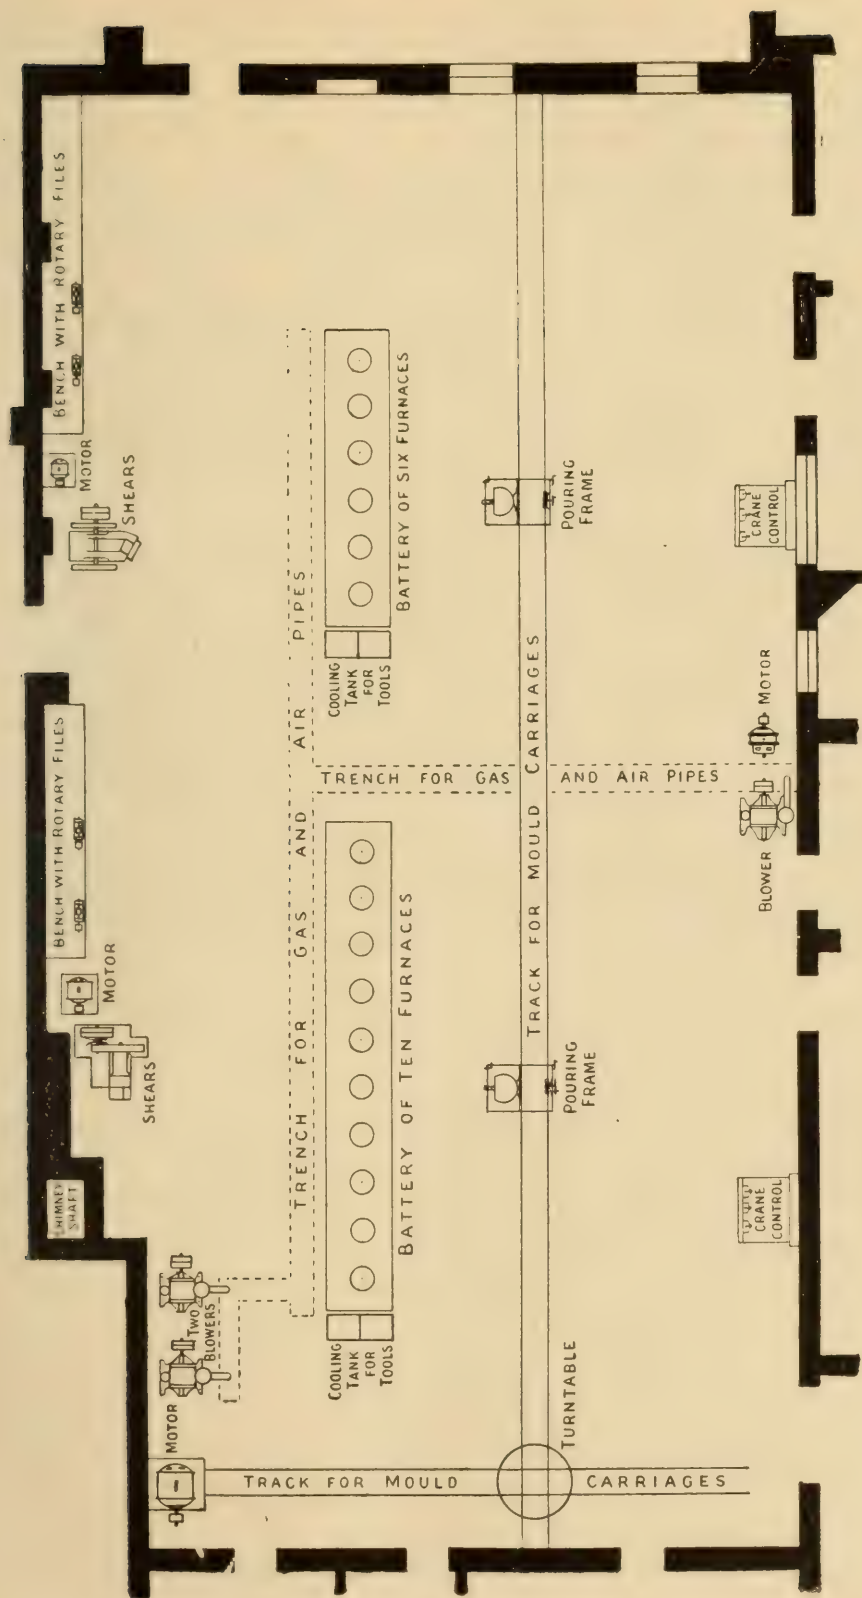 BENCH WITH ROTARY FILES
MOTOR
SHEARS
BENCH WITH ROTARY FILES
MOTOR
SHEARS
CHIMNEY
SHAFT
TWO
BLOWERS
MOTOR
TRENCH FOR GAS AND AIR PIPES
COOLING
TANK
FOR
TOOLS
BATTERY OF SIX FURNACES
TRENCH FOR GAS AND AIR PIPES
BATTERY OF TEN FURNACES
COOLING
TANK
FOR
TOOLS
POURING
FRAME
TRACK FOR MOULD CARRIAGES
POURING
FRAME
TURNTABLE
TRACK FOR MOULD CARRIAGES
CRANE
CONTROL
MOTOR
BLOWER
CRANE
CONTROL